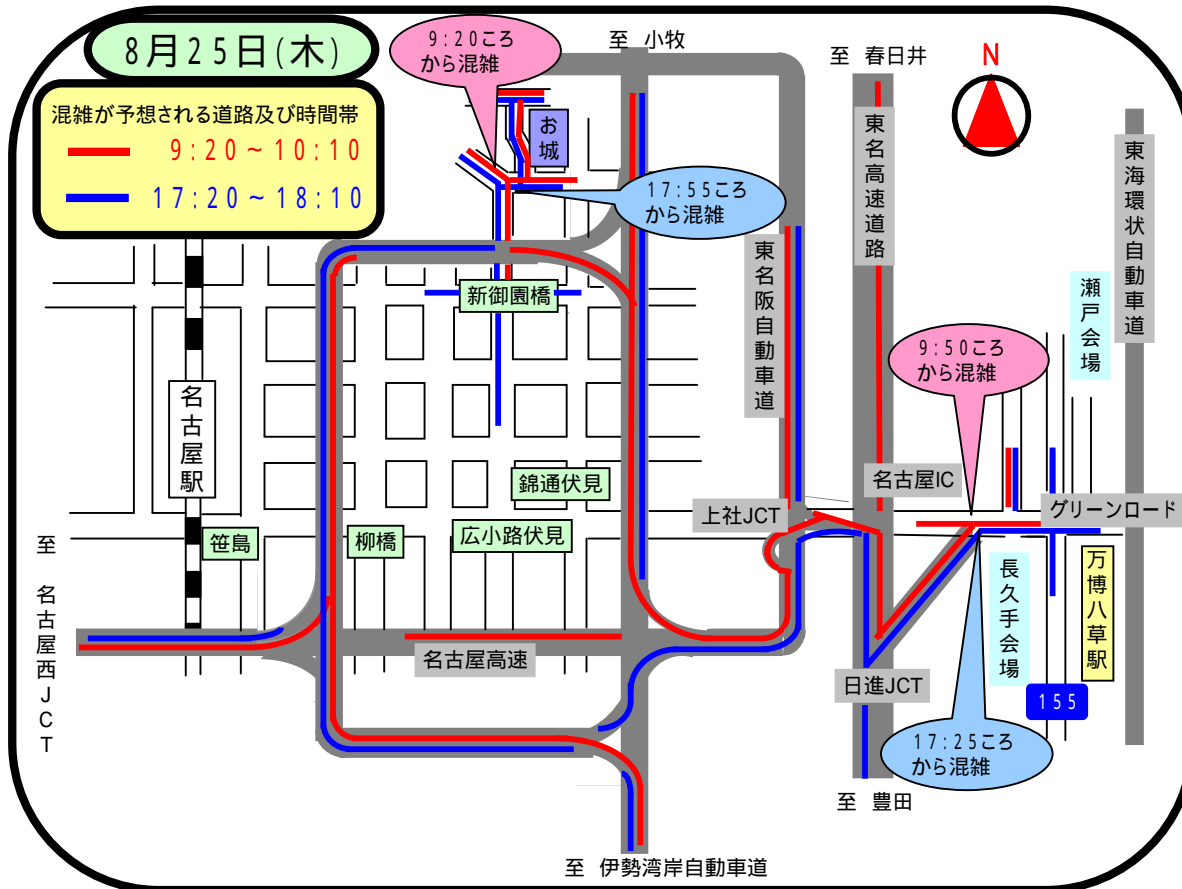 8月25日(木)
混雑が予想される道路及び時間帯
9:20～10:10
17:20～18:10
9:20ころ
から混雑
至 小牧
至 春日井
N
お城
17:55ころ
から混雑
東名高速道路
東海環状自動車道
東名阪自動車道
瀬戸会場
新御園橋
9:50ころ
から混雑
名古屋駅
名古屋IC
錦通伏見
上社JCT
グリーンロード
笹島
柳橋
広小路伏見
至 名古屋西JCT
長久手会場
万博八草駅
名古屋高速
日進JCT
155
17:25ころ
から混雑
至 豊田
至 伊勢湾岸自動車道